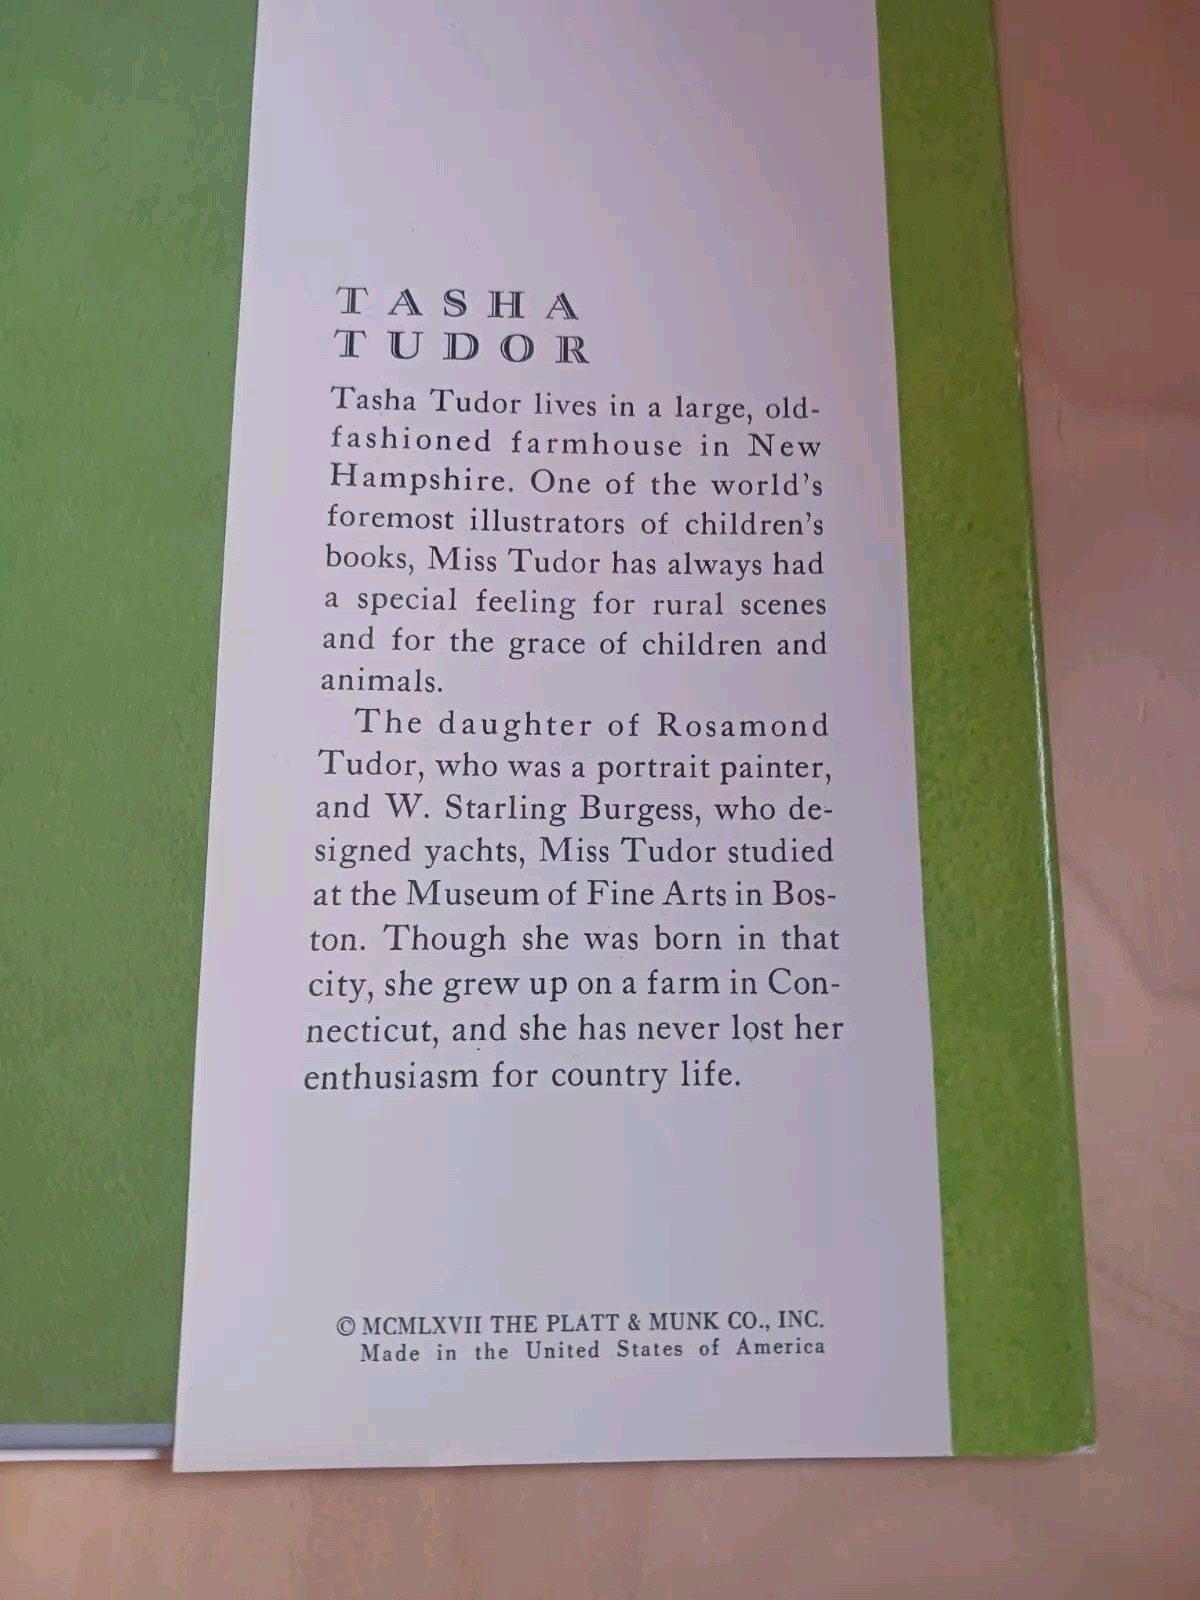 TASHA
TUDOR
Tasha Tudor lives in a large, old-
fashioned farmhouse in New
Hampshire. One of the world's
foremost illustrators of children's
books, Miss Tudor has always had
a special feeling for rural scenes
and for the grace of children and
animals.
The daughter of Rosamond
Tudor, who was a portrait painter,
and W. Starling Burgess, who de-
signed yachts, Miss Tudor studied
at the Museum of Fine Arts in Bos-
ton. Though she was born in that
city, she grew up on a farm in Con-
necticut, and she has never lost her
enthusiasm for country life.
© MCMLXVII THE PLATT & MUNK CO., INC.
Made in the United States of America